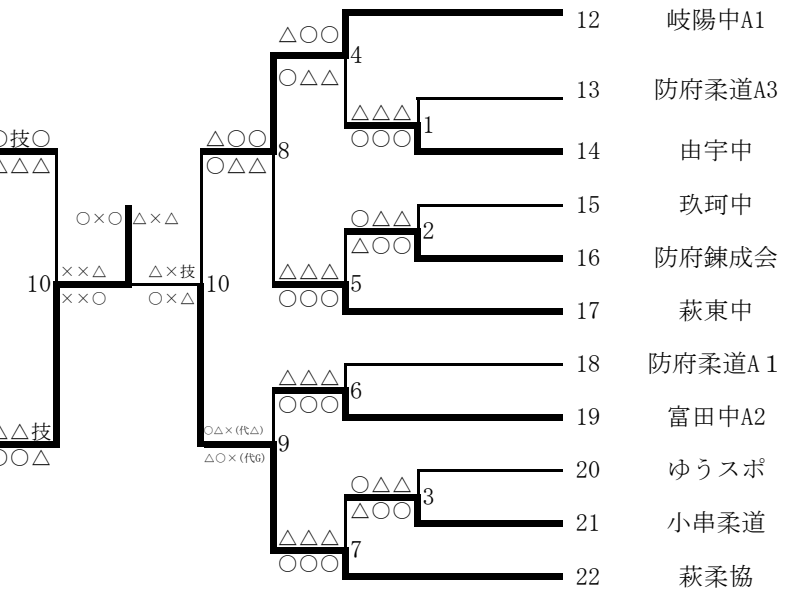 12 岐陽中A1
△○○
4
○△△
13 防府柔道A3
△△△
1
○○○
○技○
△○○
8
14 由宇中
△△△
○△△
15 玖珂中
○×○ △×△
○△△
2
△○○
16 防府錬成会
××△
△×技
△△△
10
10
5
××○
○×△
○○○
17 萩東中
18 防府柔道A１
△△△
6
○○○
19 富田中A2
△△技
○△×(代△)
9
○○△
△○×(代G)
20 ゆうスポ
○△△
3
△○○
21 小串柔道
△△△
7
○○○
22 萩柔協